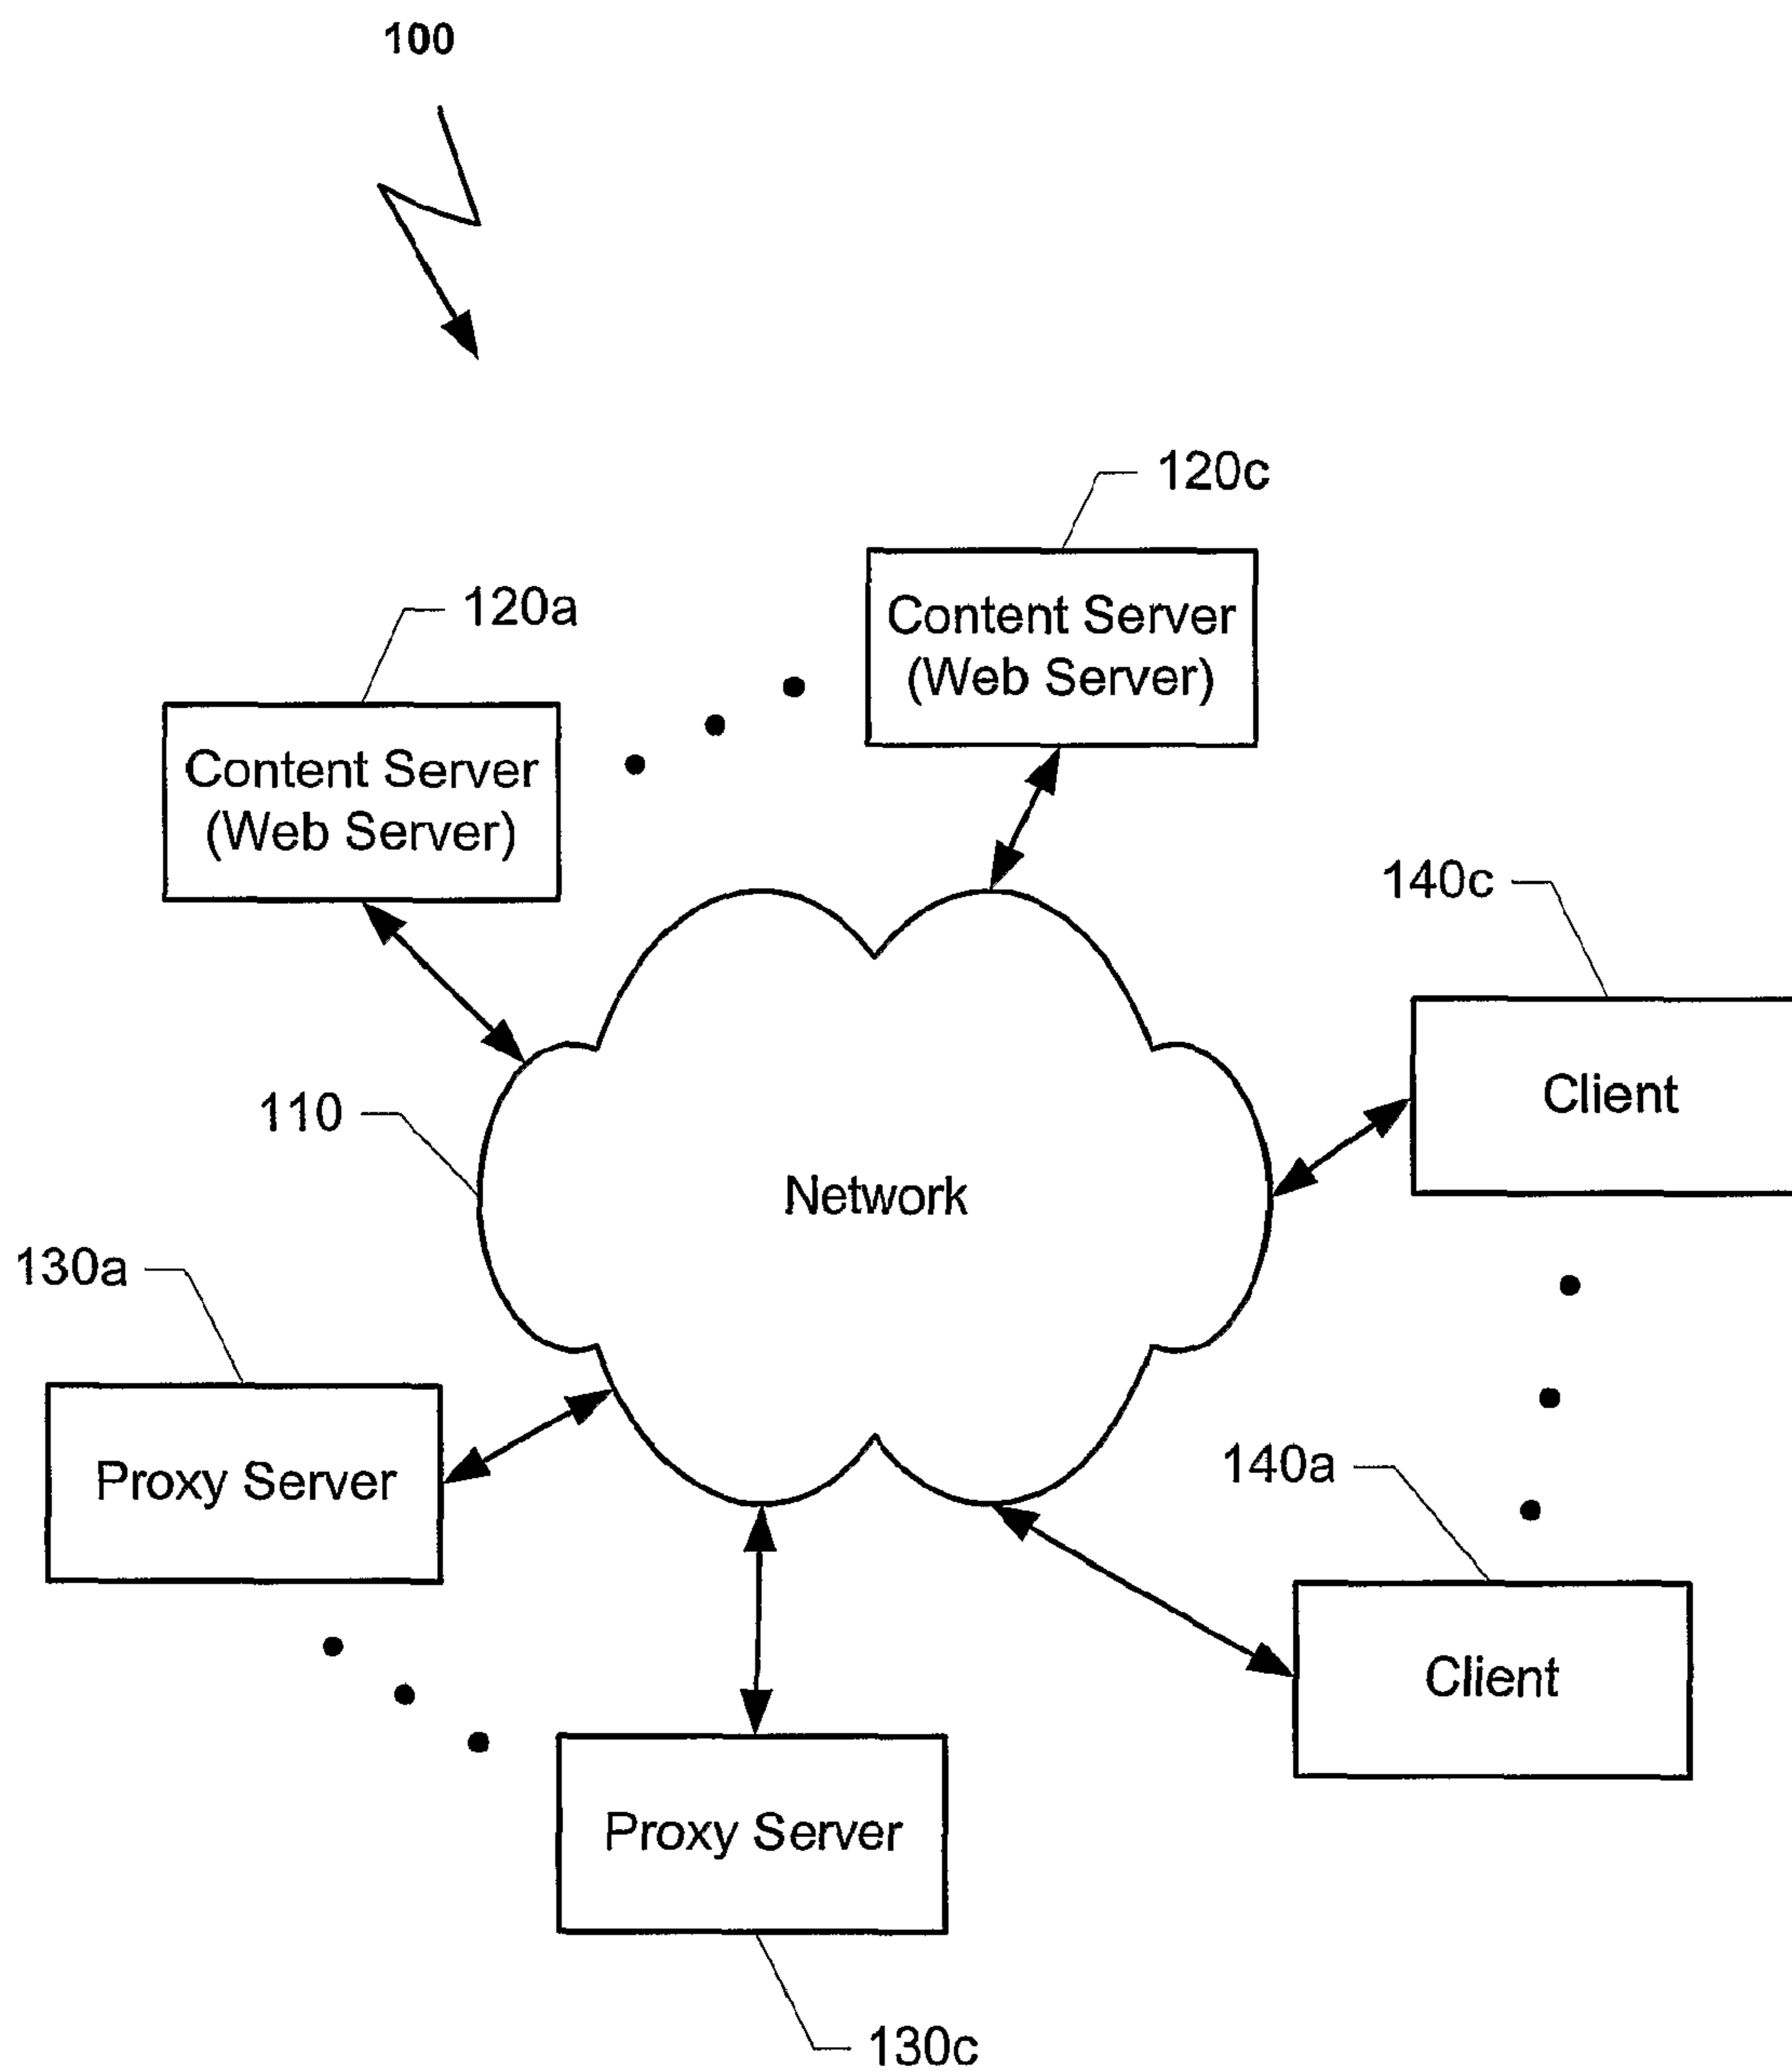 100
120c
Content Server
(Web Server)
120a
Content Server
(Web Server)
140c
Client
110
Network
130a
Proxy Server
140a
Client
Proxy Server
130c